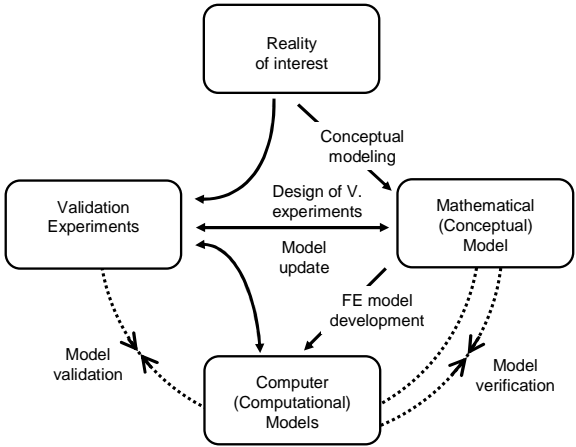 Reality
of interest
Conceptual
modeling
Validation
Experiments
Design of V.
experiments
Mathematical
(Conceptual)
Model
Model
update
FE model
development
Model
validation
Computer
(Computational)
Models
Model
verification